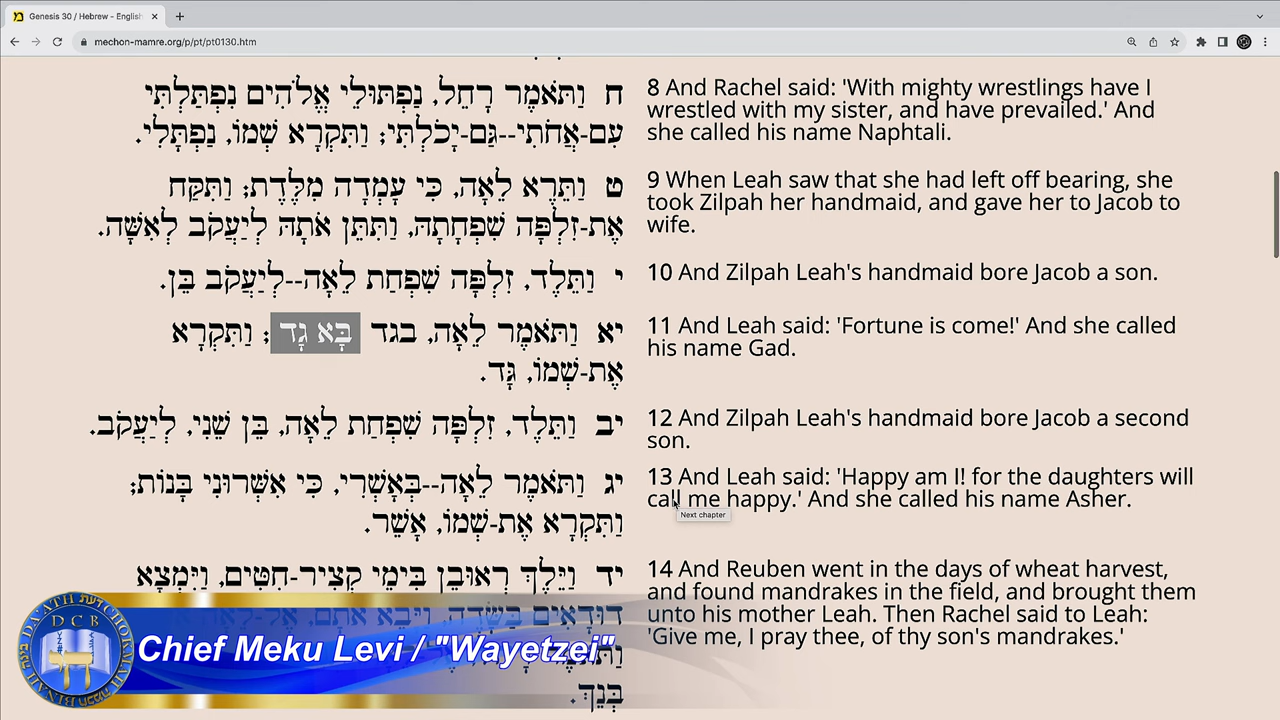 Genesis 30 / Hebrew - English
mechon-mamre.org/p/pt/pt0130.htm
ח וַתֹּאמֶר רָחֵל, נַפְתּוּלֵי אֱלֹהִים נִפְתַּלְתִּי
עִם-אֲחֹתִי--גַּם-יָכֹלְתִּי; וַתִּקְרָא שְׁמוֹ, נַפְתָּלִי.
8 And Rachel said: 'With mighty wrestlings have I
wrestled with my sister, and have prevailed.' And
she called his name Naphtali.
ט וַתֵּרֶא לֵאָה, כִּי עָמְדָה מִלֶּדֶת; וַתִּקַּח
אֶת-זִלְפָּה שִׁפְחָתָהּ, וַתִּתֵּן אֹתָהּ לְיַעֲקֹב לְאִשָּׁה.
9 When Leah saw that she had left off bearing, she
took Zilpah her handmaid, and gave her to Jacob to
wife.
י וַתֵּלֶד, זִלְפָּה שִׁפְחַת לֵאָה--לְיַעֲקֹב בֵּן.
10 And Zilpah Leah's handmaid bore Jacob a son.
יא וַתֹּאמֶר לֵאָה, בגד בָּא גָד; וַתִּקְרָא
אֶת-שְׁמוֹ, גָּד.
11 And Leah said: 'Fortune is come!' And she called
his name Gad.
יב וַתֵּלֶד, זִלְפָּה שִׁפְחַת לֵאָה, בֵּן שֵׁנִי, לְיַעֲקֹב.
12 And Zilpah Leah's handmaid bore Jacob a second
son.
יג וַתֹּאמֶר לֵאָה--בְּאָשְׁרִי, כִּי אִשְּׁרוּנִי בָּנוֹת;
וַתִּקְרָא אֶת-שְׁמוֹ, אָשֵׁר.
13 And Leah said: 'Happy am I! for the daughters will
call me happy.' And she called his name Asher.
Next chapter
יד וַיֵּלֶךְ רְאוּבֵן בִּימֵי קְצִיר-חִטִּים, וַיִּמְצָא
דוּדָאִים בַּשָּׂדֶה, וַיָּבֵא אֹתָם, אֶל-לֵאָה
בְּנֵךְ.
14 And Reuben went in the days of wheat harvest,
and found mandrakes in the field, and brought them
unto his mother Leah. Then Rachel said to Leah:
'Give me, I pray thee, of thy son's mandrakes.'
DCB
Chief Meku Levi / "Wayetzei"